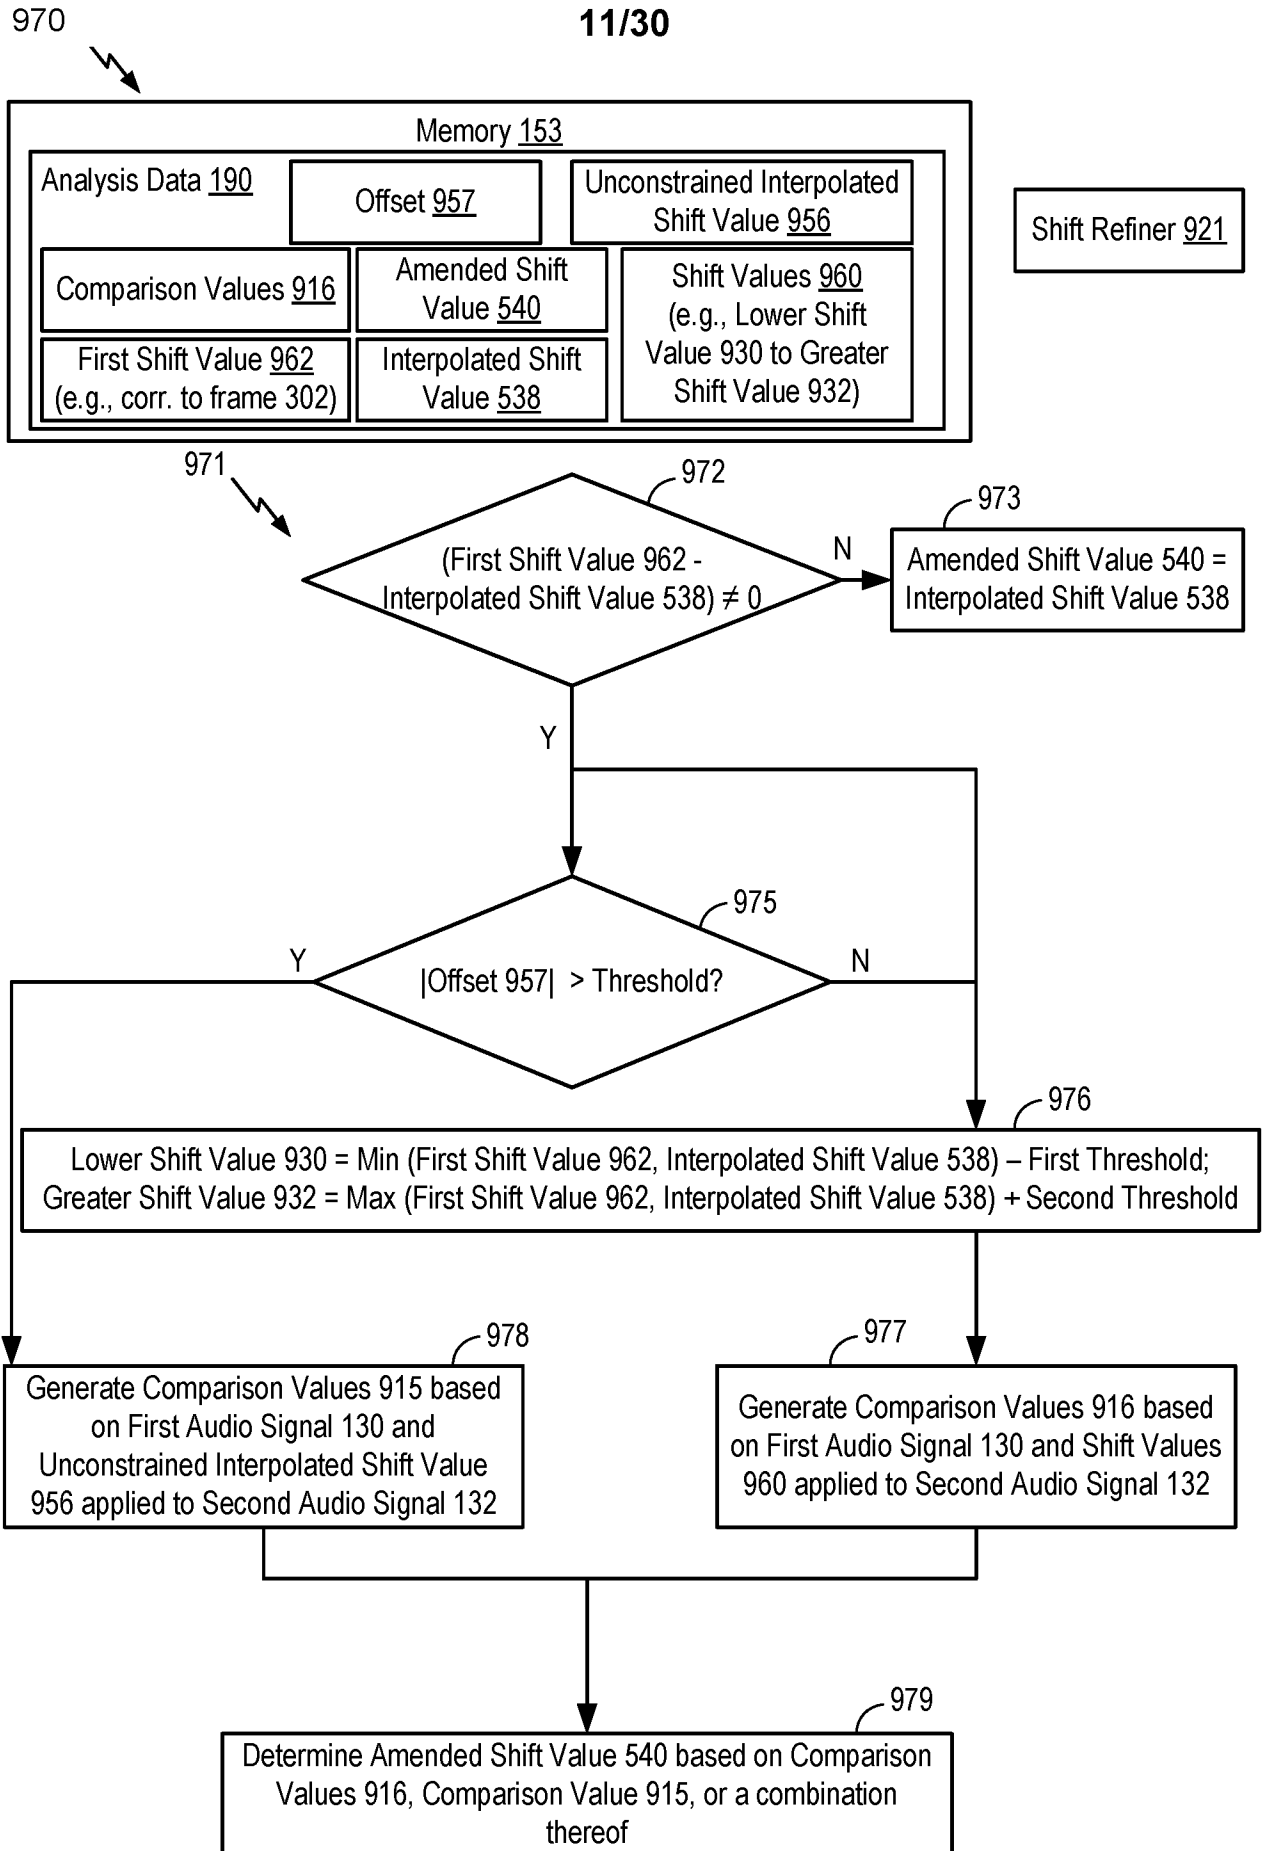 970
11/30
Memory 153
Analysis Data 190
Offset 957
Unconstrained Interpolated
Shift Value 956
Shift Refiner 921
Comparison Values 916
Amended Shift
Value 540
Shift Values 960
(e.g., Lower Shift
Value 930 to Greater
Shift Value 932)
First Shift Value 962
(e.g., corr. to frame 302)
Interpolated Shift
Value 538
971
972
(First Shift Value 962 -
Interpolated Shift Value 538) ≠ 0
N
973
Amended Shift Value 540 =
Interpolated Shift Value 538
Y
975
Y
|Offset 957| > Threshold?
N
976
Lower Shift Value 930 = Min (First Shift Value 962, Interpolated Shift Value 538) – First Threshold;
Greater Shift Value 932 = Max (First Shift Value 962, Interpolated Shift Value 538) + Second Threshold
978
Generate Comparison Values 915 based
on First Audio Signal 130 and
Unconstrained Interpolated Shift Value
956 applied to Second Audio Signal 132
977
Generate Comparison Values 916 based
on First Audio Signal 130 and Shift Values
960 applied to Second Audio Signal 132
979
Determine Amended Shift Value 540 based on Comparison
Values 916, Comparison Value 915, or a combination
thereof